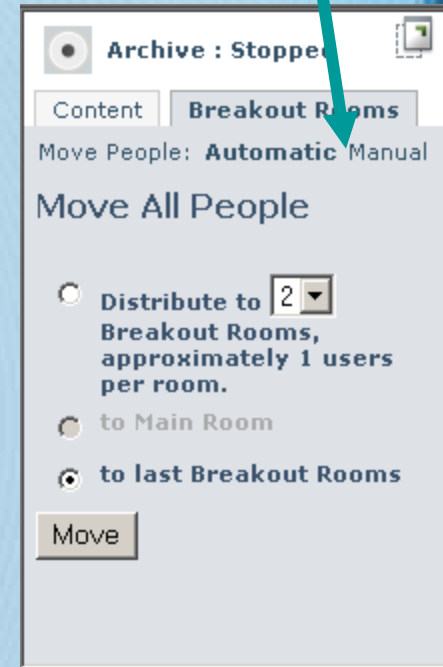 Archive : Stopped
Content Breakout Rooms
Move People: Automatic Manual
Move All People
Distribute to 2
Breakout Rooms,
approximately 1 users
per room.
to Main Room
to last Breakout Rooms
Move